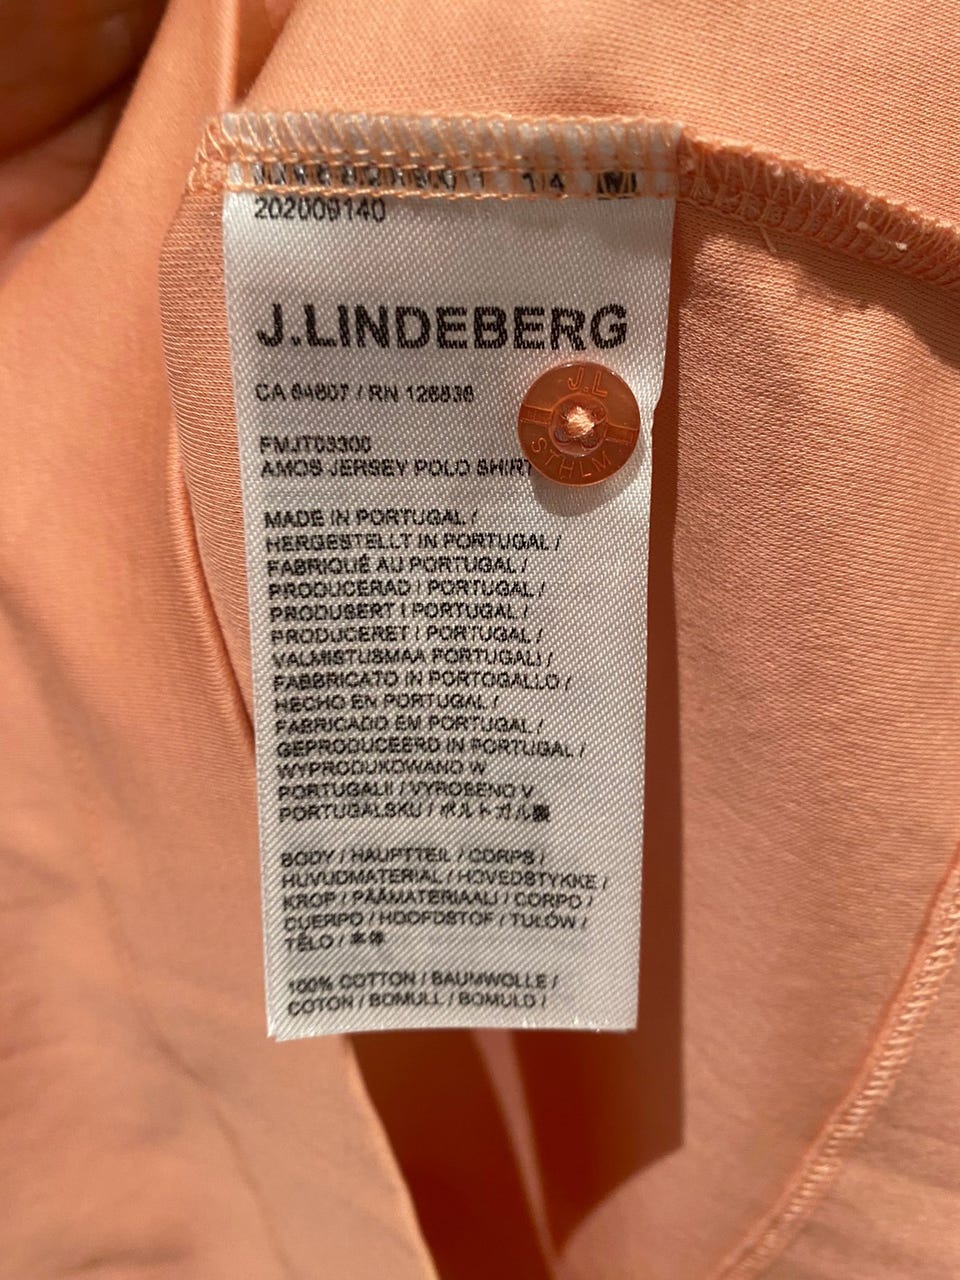 1/4 M
202009140
J.LINDEBERG
CA 64607 / RN 126836
J.L
STHLM
FMJT03300
AMOS JERSEY POLO SHIRT
MADE IN PORTUGAL /
HERGESTELLT IN PORTUGAL /
FABRIQUÉ AU PORTUGAL /
PRODUCERAD I PORTUGAL /
PRODUSERT I PORTUGAL /
PRODUCERET I PORTUGAL /
VALMISTUSMAA PORTUGALI /
FABBRICATO IN PORTOGALLO /
HECHO EN PORTUGAL /
FABRICADO EM PORTUGAL /
GEPRODUCEERD IN PORTUGAL /
WYPRODUKOWANO W
PORTUGALII / VYROBENO V
PORTUGALSKU / ポルトガル製
BODY / HAUPTTEIL / CORPS /
HUVUDMATERIAL / HOVEDSTYKKE /
KROP / PÄÄMATERIAALI / CORPO /
CUERPO / HOOFDSTOF / TUŁÓW /
TĚLO / 本体
100% COTTON / BAUMWOLLE /
COTON / BOMULL / BOMULD /